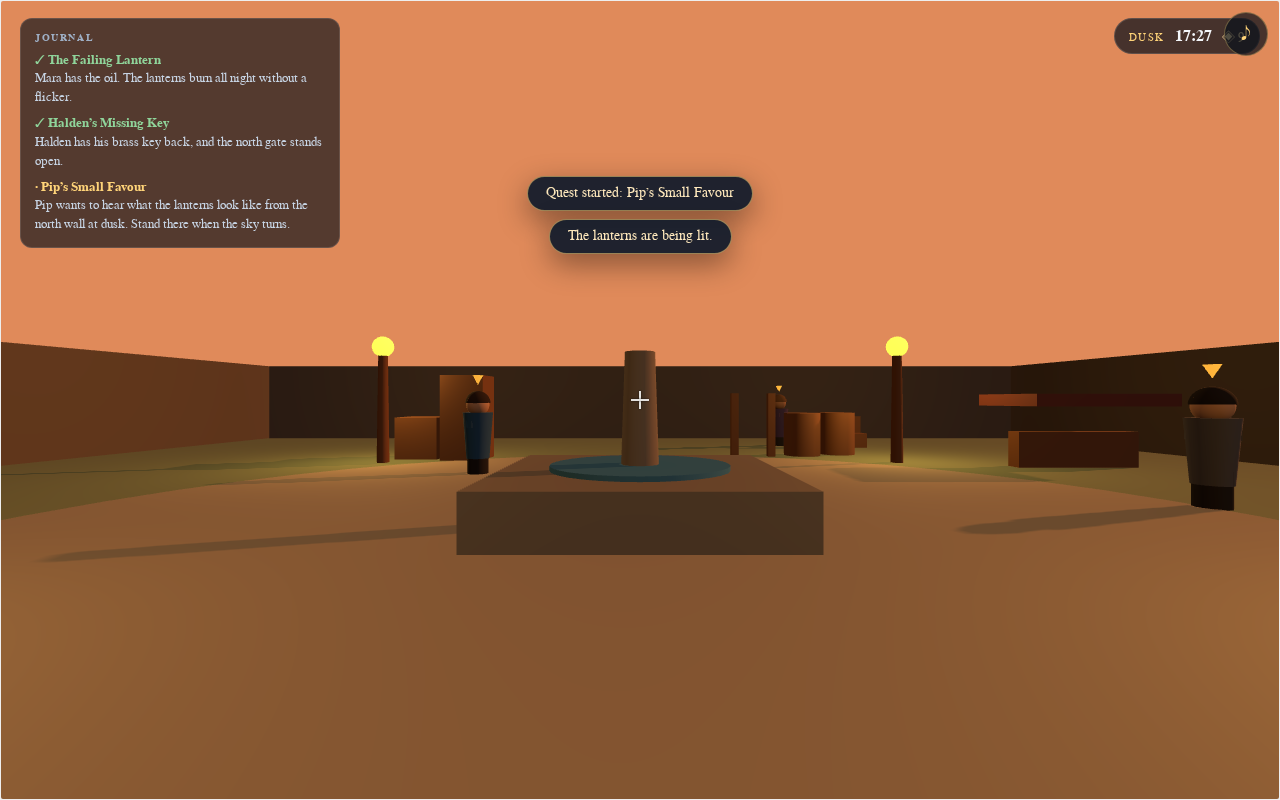 JOURNAL
✓ The Failing Lantern
Mara has the oil. The lanterns burn all night without a
flicker.
✓ Halden's Missing Key
Halden has his brass key back, and the north gate stands
open.
· Pip's Small Favour
Pip wants to hear what the lanterns look like from the
north wall at dusk. Stand there when the sky turns.
DUSK 17:27
Quest started: Pip's Small Favour
The lanterns are being lit.